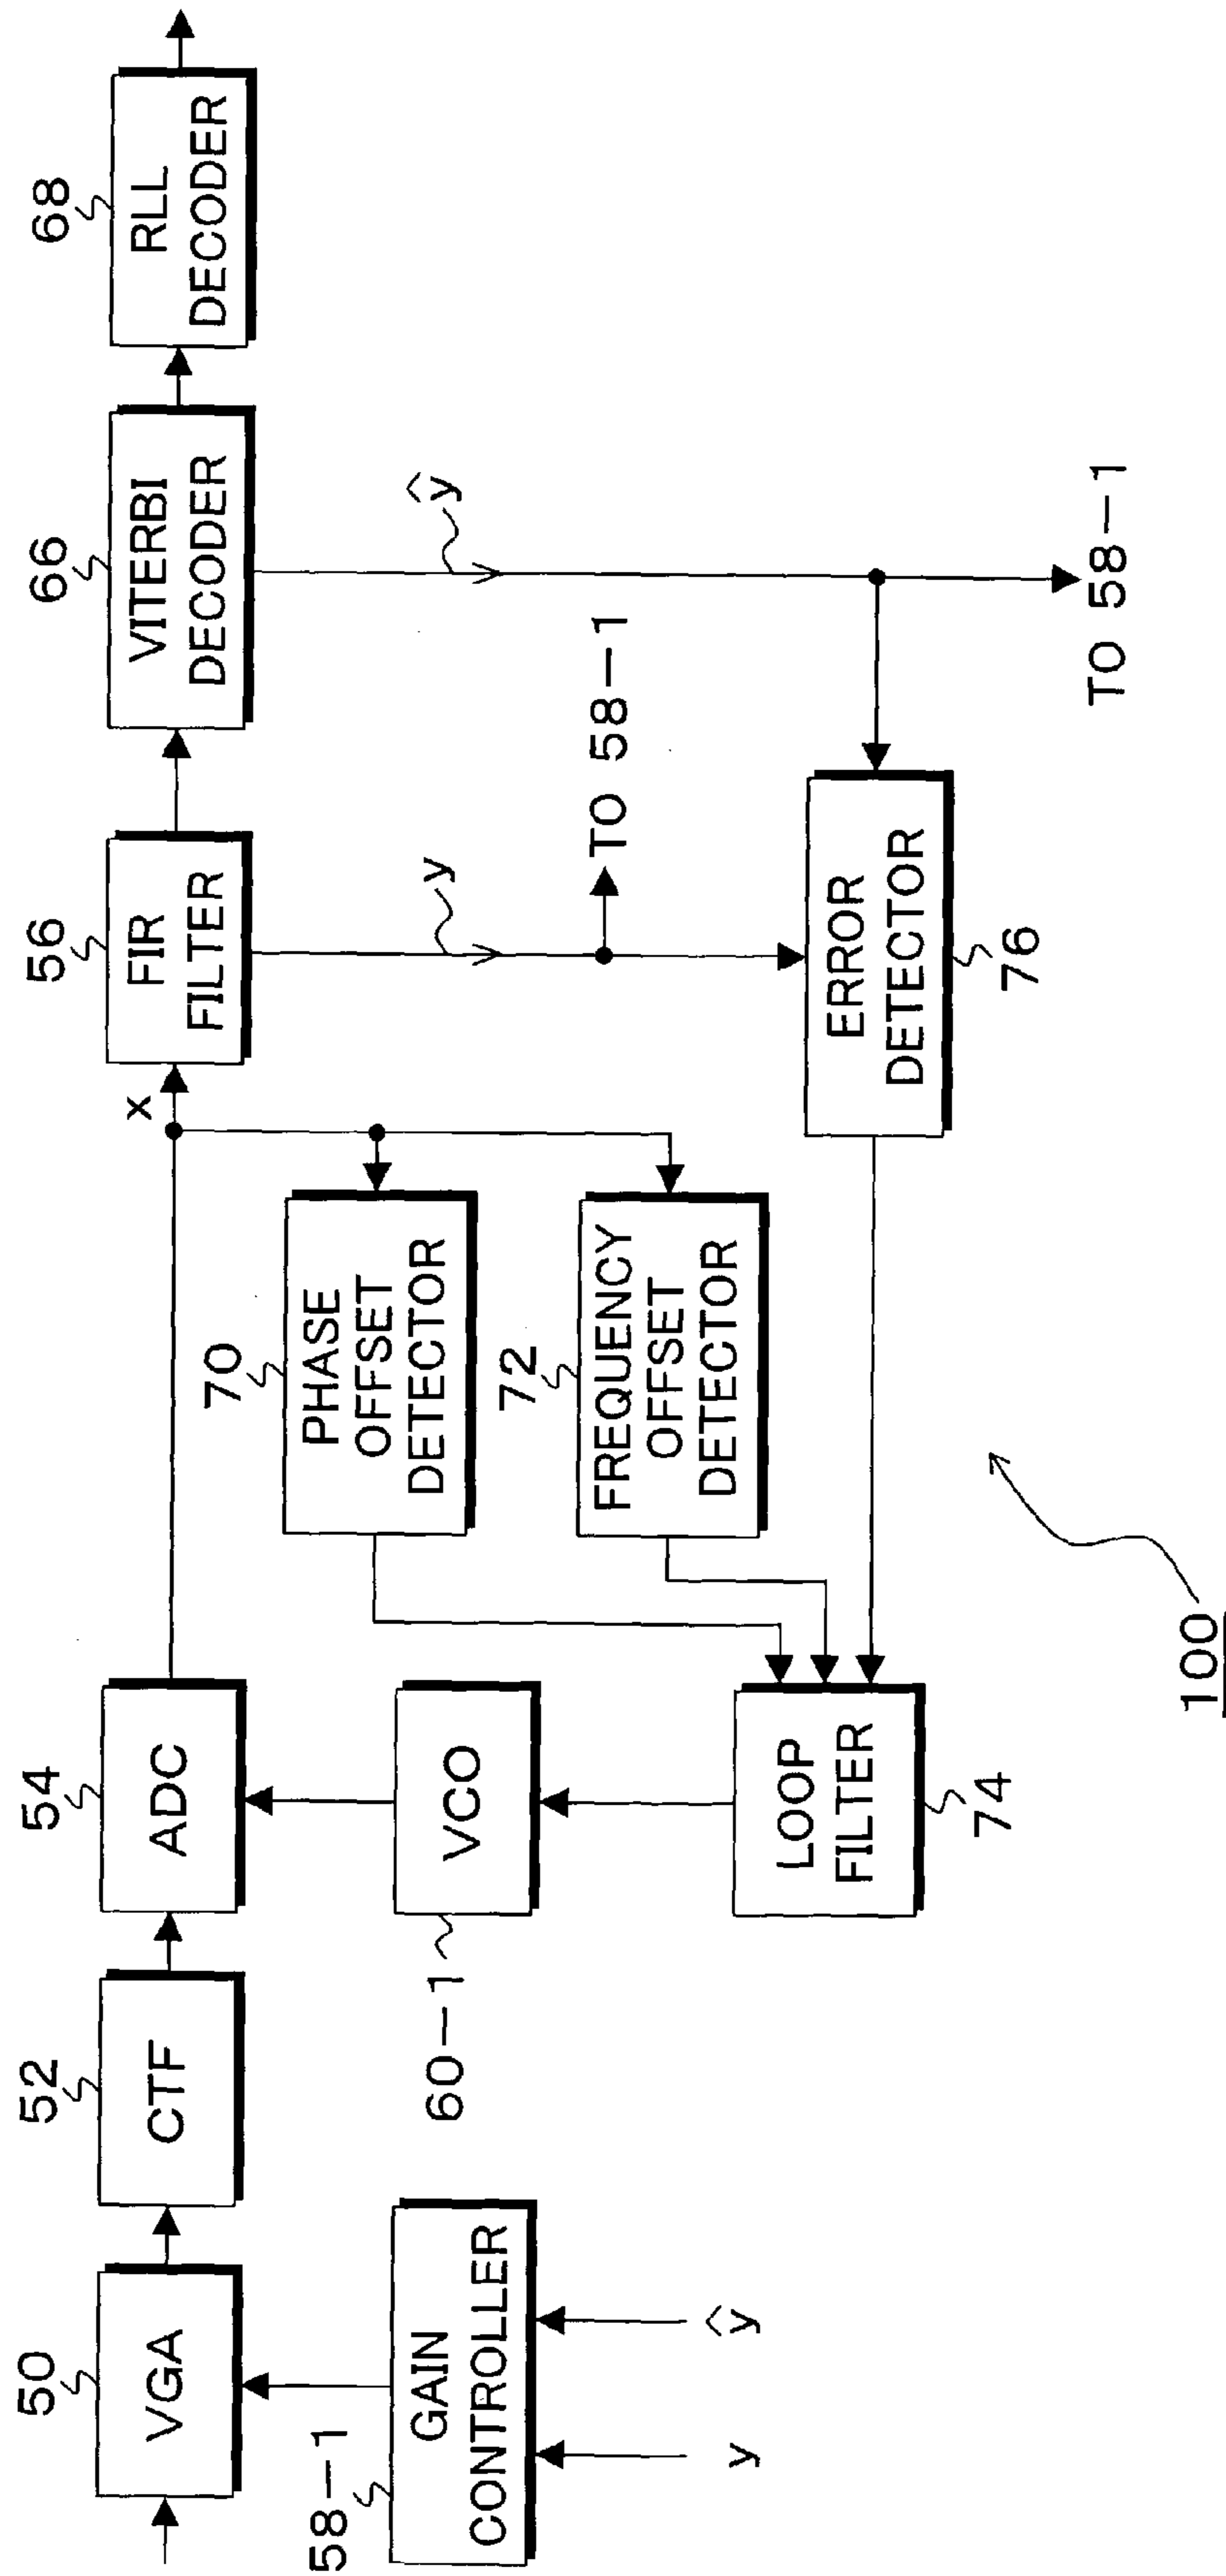 50
VGA
52
CTF
54
ADC
x
56
FIR
FILTER
66
VITERBI
DECODER
68
RLL
DECODER
58-1
GAIN
CONTROLLER
y
ŷ
60-1
VCO
70
PHASE
OFFSET
DETECTOR
72
FREQUENCY
OFFSET
DETECTOR
y
TO 58-1
ŷ
LOOP
FILTER
74
ERROR
DETECTOR
76
TO 58-1
100